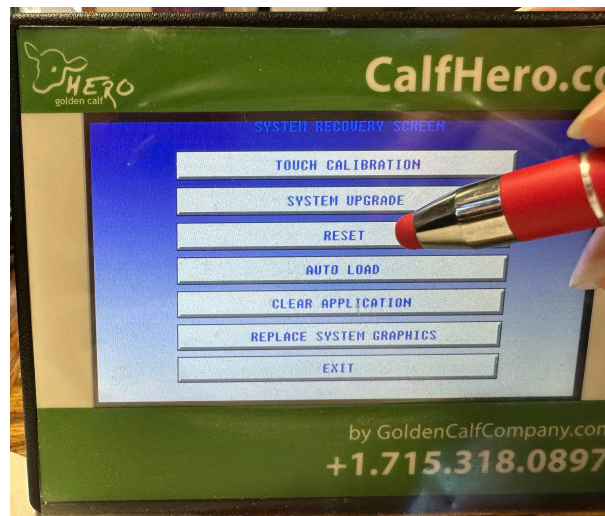 HERO
golden calf
CalfHero.co
SYSTEM RECOVERY SCREEN
TOUCH CALIBRATION
SYSTEM UPGRADE
RESET
AUTO LOAD
CLEAR APPLICATION
REPLACE SYSTEM GRAPHICS
EXIT
by GoldenCalfCompany.com
+1.715.318.0897